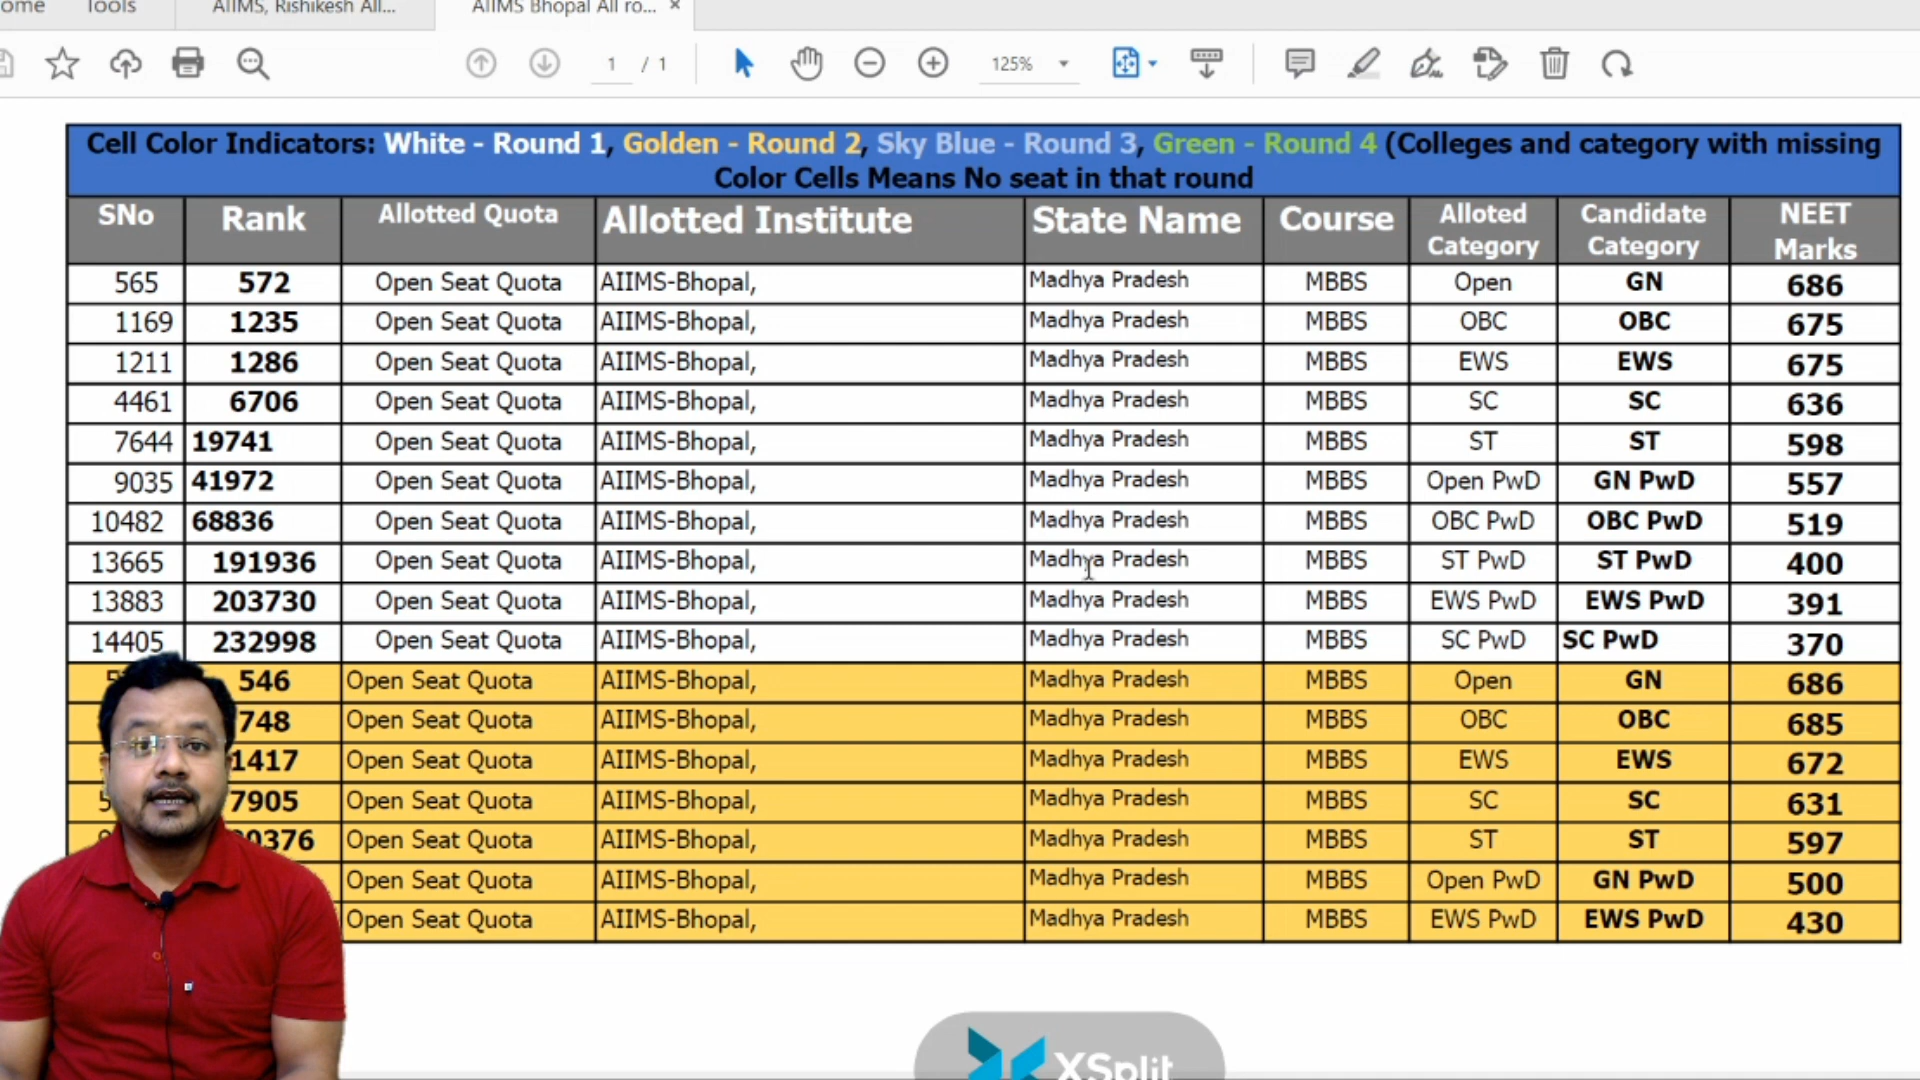 Tools
AIIMS, Rishikesh All...
AIIMS Bhopal All ro...
1 / 1
125%
Cell Color Indicators: White - Round 1, Golden - Round 2, Sky Blue - Round 3, Green - Round 4 (Colleges and category with missing
Color Cells Means No seat in that round
SNo Rank Allotted Quota Allotted Institute State Name Course Alloted Category Candidate Category NEET Marks
565 572 Open Seat Quota AIIMS-Bhopal, Madhya Pradesh MBBS Open GN 686
1169 1235 Open Seat Quota AIIMS-Bhopal, Madhya Pradesh MBBS OBC OBC 675
1211 1286 Open Seat Quota AIIMS-Bhopal, Madhya Pradesh MBBS EWS EWS 675
4461 6706 Open Seat Quota AIIMS-Bhopal, Madhya Pradesh MBBS SC SC 636
7644 19741 Open Seat Quota AIIMS-Bhopal, Madhya Pradesh MBBS ST ST 598
9035 41972 Open Seat Quota AIIMS-Bhopal, Madhya Pradesh MBBS Open PwD GN PwD 557
10482 68836 Open Seat Quota AIIMS-Bhopal, Madhya Pradesh MBBS OBC PwD OBC PwD 519
13665 191936 Open Seat Quota AIIMS-Bhopal, Madhya Pradesh MBBS ST PwD ST PwD 400
13883 203730 Open Seat Quota AIIMS-Bhopal, Madhya Pradesh MBBS EWS PwD EWS PwD 391
14405 232998 Open Seat Quota AIIMS-Bhopal, Madhya Pradesh MBBS SC PwD SC PwD 370
546 Open Seat Quota AIIMS-Bhopal, Madhya Pradesh MBBS Open GN 686
748 Open Seat Quota AIIMS-Bhopal, Madhya Pradesh MBBS OBC OBC 685
1417 Open Seat Quota AIIMS-Bhopal, Madhya Pradesh MBBS EWS EWS 672
7905 Open Seat Quota AIIMS-Bhopal, Madhya Pradesh MBBS SC SC 631
Open Seat Quota AIIMS-Bhopal, Madhya Pradesh MBBS ST ST 597
Open Seat Quota AIIMS-Bhopal, Madhya Pradesh MBBS Open PwD GN PwD 500
Open Seat Quota AIIMS-Bhopal, Madhya Pradesh MBBS EWS PwD EWS PwD 430
XSplit